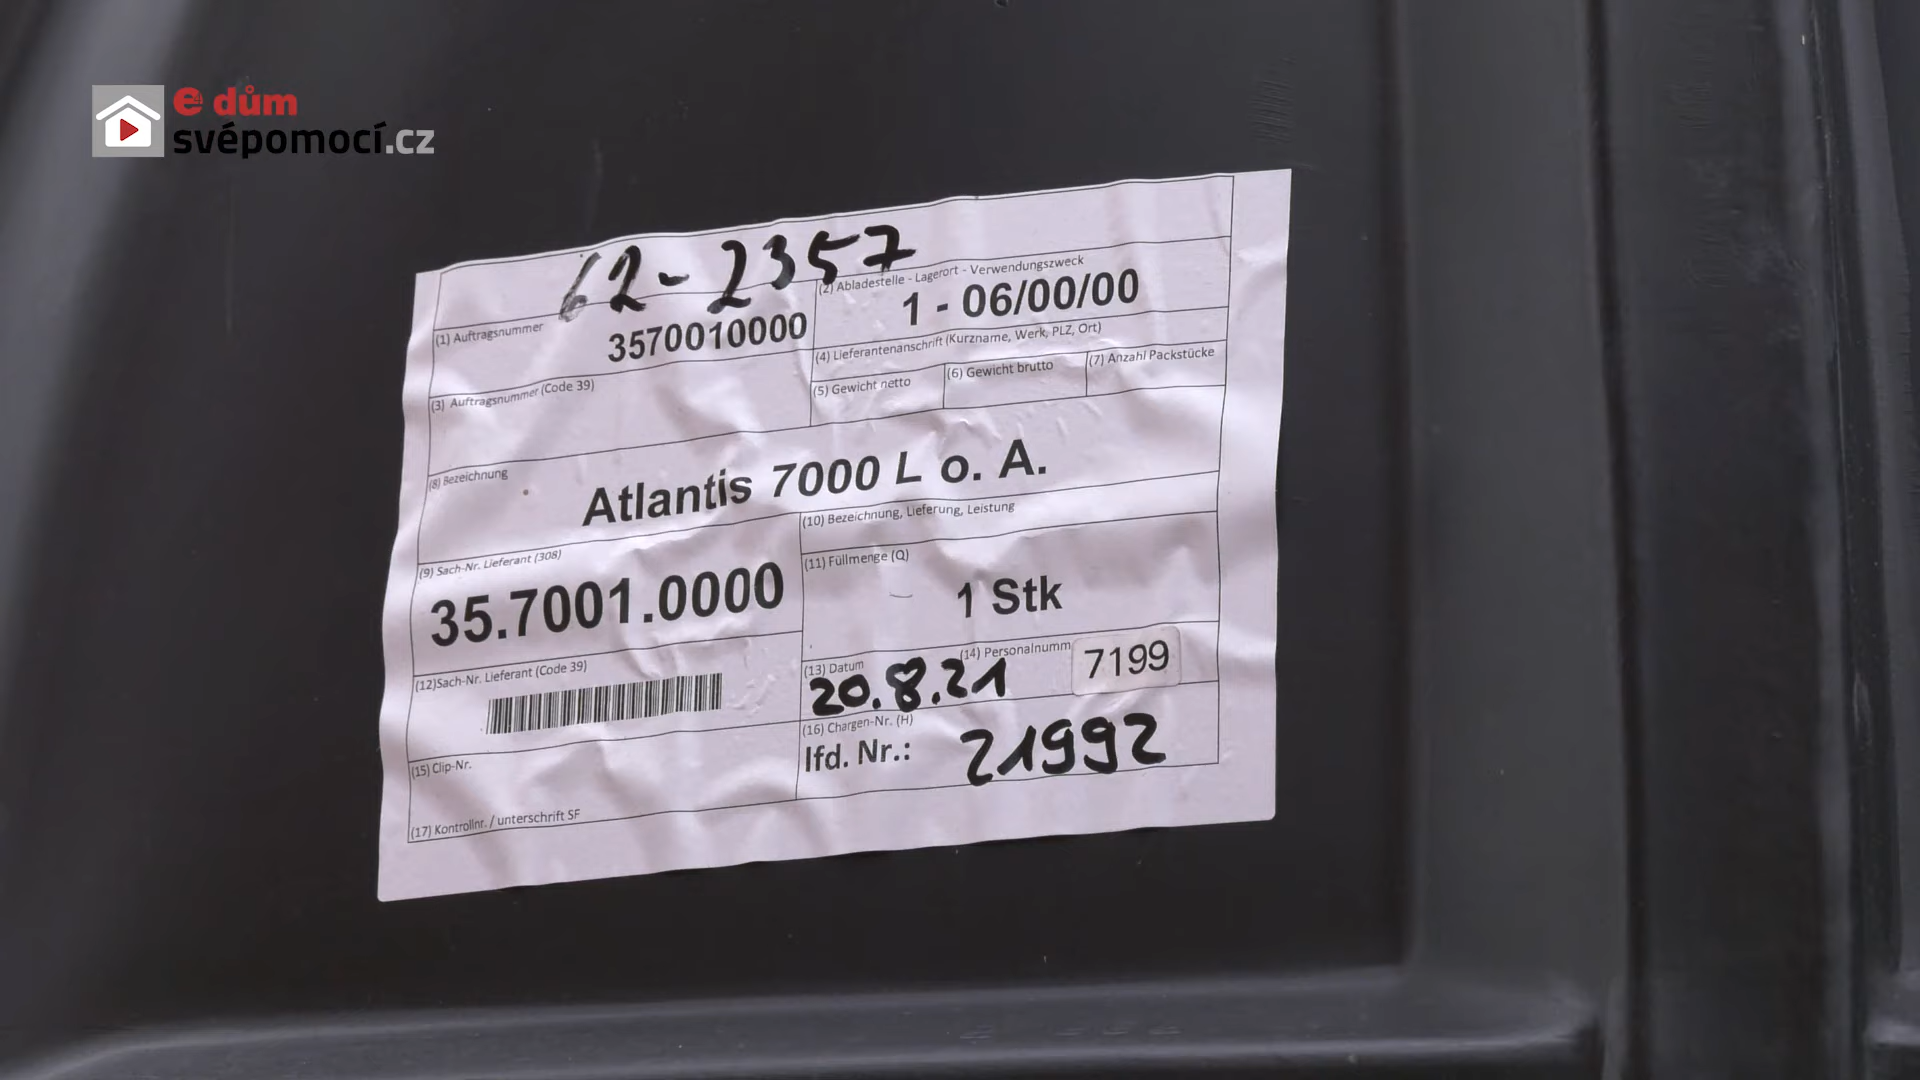 e dům
svépomocí.cz
62-2357
(1) Auftragsnummer
3570010000
(2) Abladestelle - Lagerort - Verwendungszweck
1 - 06/00/00
(3) Auftragsnummer (Code 39)
(4) Lieferantenanschrift (Kurzname, Werk, PLZ, Ort)
(5) Gewicht netto
(6) Gewicht brutto
(7) Anzahl Packstücke
(8) Bezeichnung
Atlantis 7000 L o. A.
(9) Sach-Nr. Lieferant (308)
35.7001.0000
(10) Bezeichnung, Lieferung, Leistung
(11) Füllmenge (Q)
1 Stk
(12)Sach-Nr. Lieferant (Code 39)
(13) Datum
20.8.21
(14) Personalnumm
7199
(15) Clip-Nr.
(16) Chargen-Nr. (H)
lfd. Nr.: 21992
(17) Kontrollnr. / unterschrift SF